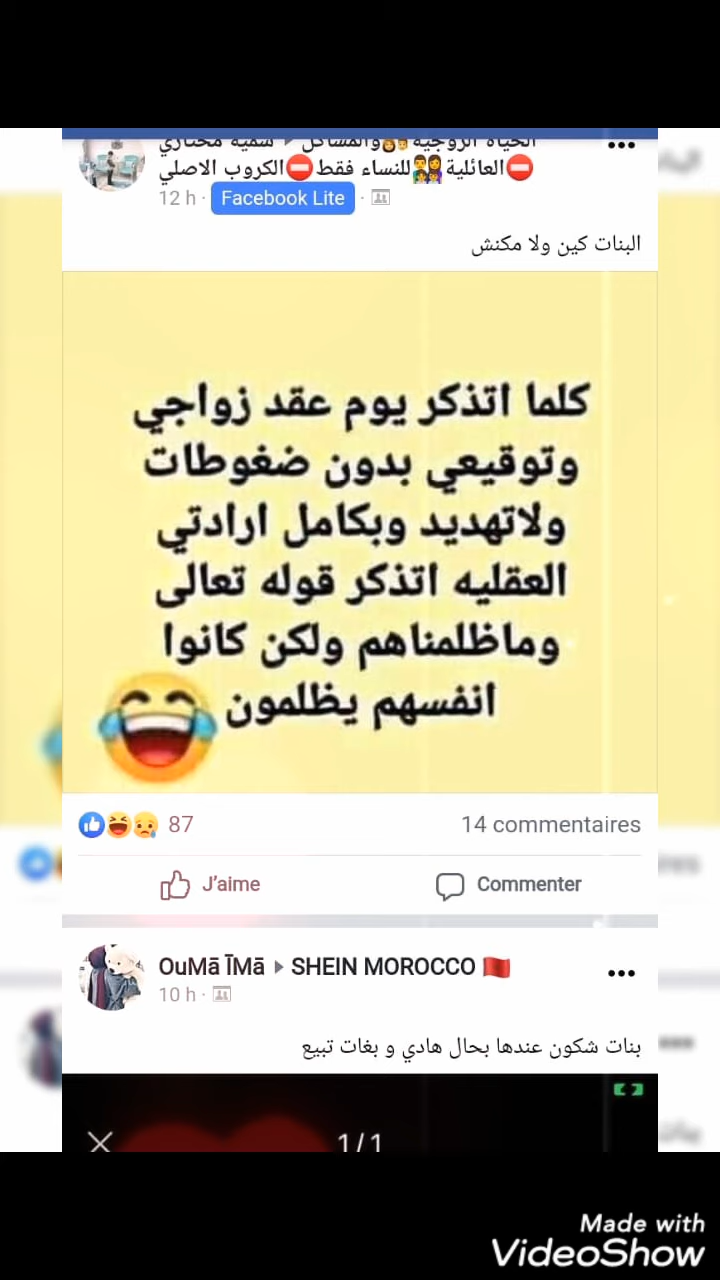 الحياة الزوجية👩‍❤️‍👨والمشاكل ◂ سمية مختاري
⛔العائلية👨‍👩‍👧‍👦للنساء فقط⛔الكروب الاصلي
12 h · Facebook Lite ·
البنات كين ولا مكنش
كلما اتذكر يوم عقد زواجي
وتوقيعي بدون ضغوطات
ولاتهديد وبكامل ارادتي
العقليه اتذكر قوله تعالى
وماظلمناهم ولكن كانوا
انفسهم يظلمون
87
14 commentaires
J’aime
Commenter
OuMā ĪMā ▸ SHEIN MOROCCO 🇲🇦
10 h ·
بنات شكون عندها بحال هادي و بغات تبيع
1/1
Made with
VideoShow